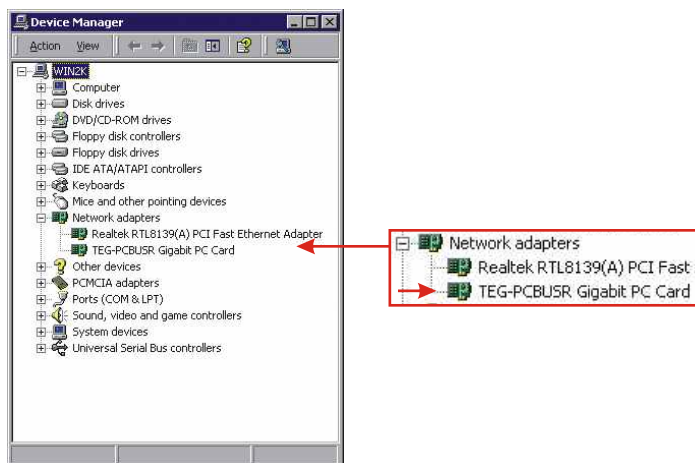 Device Manager
Action View
WIN2K
Computer
Disk drives
DVD/CD-ROM drives
Floppy disk controllers
Floppy disk drives
IDE ATA/ATAPI controllers
Keyboards
Mice and other pointing devices
Network adapters
Realtek RTL8139(A) PCI Fast Ethernet Adapter
TEG-PCBUSR Gigabit PC Card
Other devices
PCMCIA adapters
Ports (COM & LPT)
Sound, video and game controllers
System devices
Universal Serial Bus controllers
Network adapters
Realtek RTL8139(A) PCI Fast
TEG-PCBUSR Gigabit PC Card